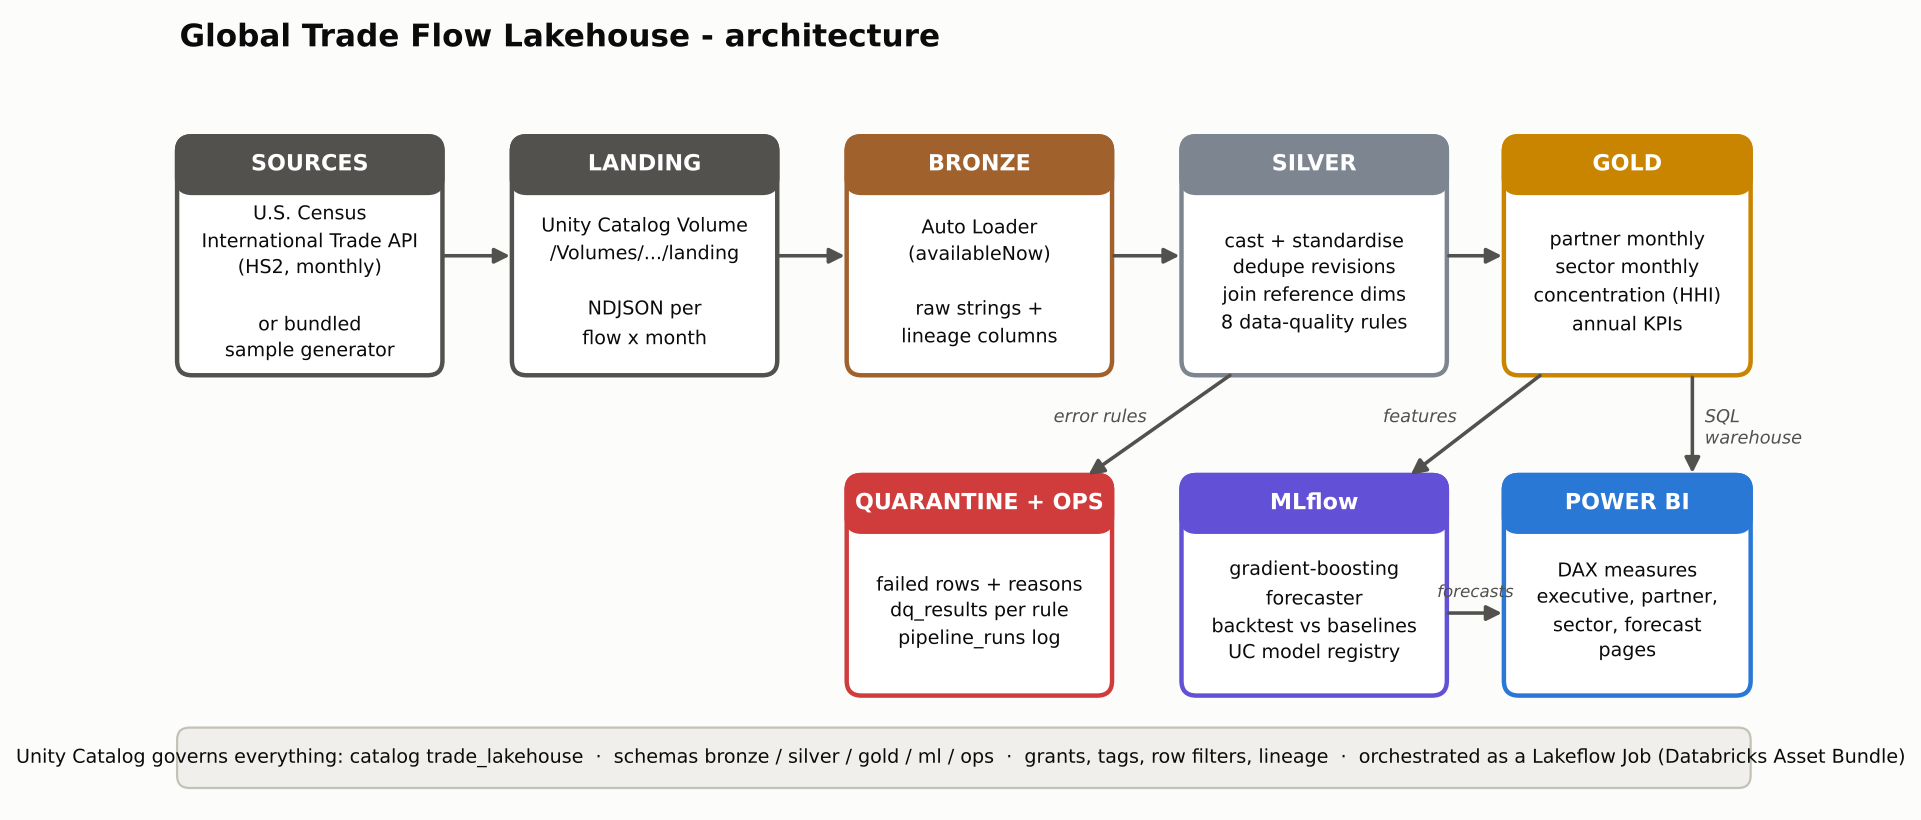 Global Trade Flow Lakehouse - architecture
SOURCES
U.S. Census
International Trade API
(HS2, monthly)
or bundled
sample generator
LANDING
Unity Catalog Volume
/Volumes/.../landing
NDJSON per
flow x month
BRONZE
Auto Loader
(availableNow)
raw strings +
lineage columns
SILVER
cast + standardise
dedupe revisions
join reference dims
8 data-quality rules
GOLD
partner monthly
sector monthly
concentration (HHI)
annual KPIs
error rules
features
SQL
warehouse
QUARANTINE + OPS
failed rows + reasons
dq_results per rule
pipeline_runs log
MLflow
gradient-boosting
forecaster
backtest vs baselines
UC model registry
forecasts
POWER BI
DAX measures
executive, partner,
sector, forecast
pages
Unity Catalog governs everything: catalog trade_lakehouse · schemas bronze / silver / gold / ml / ops · grants, tags, row filters, lineage · orchestrated as a Lakeflow Job (Databricks Asset Bundle)